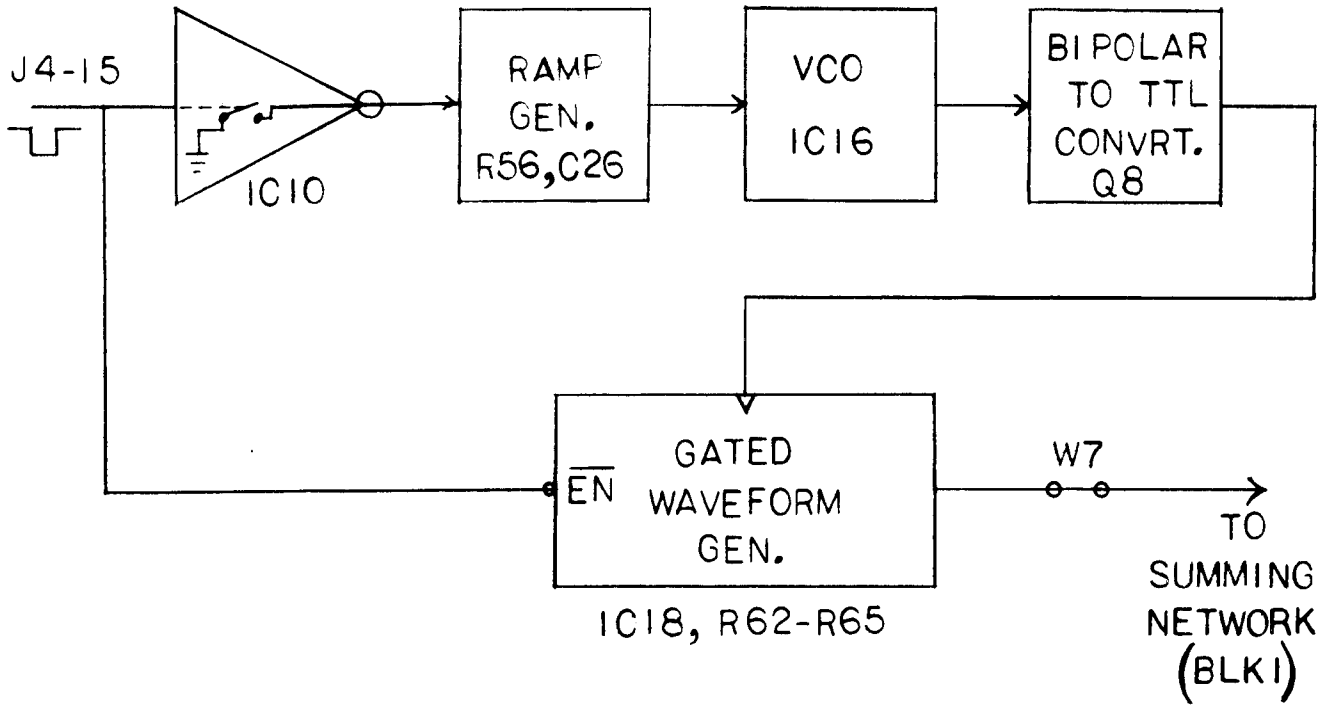 J4-15
IC10
RAMP
GEN.
R56,C26
VCO
IC16
BIPOLAR
TO TTL
CONVRT.
Q8
EN
GATED
WAVEFORM
GEN.
IC18, R62-R65
W7
TO
SUMMING
NETWORK
(BLK1)